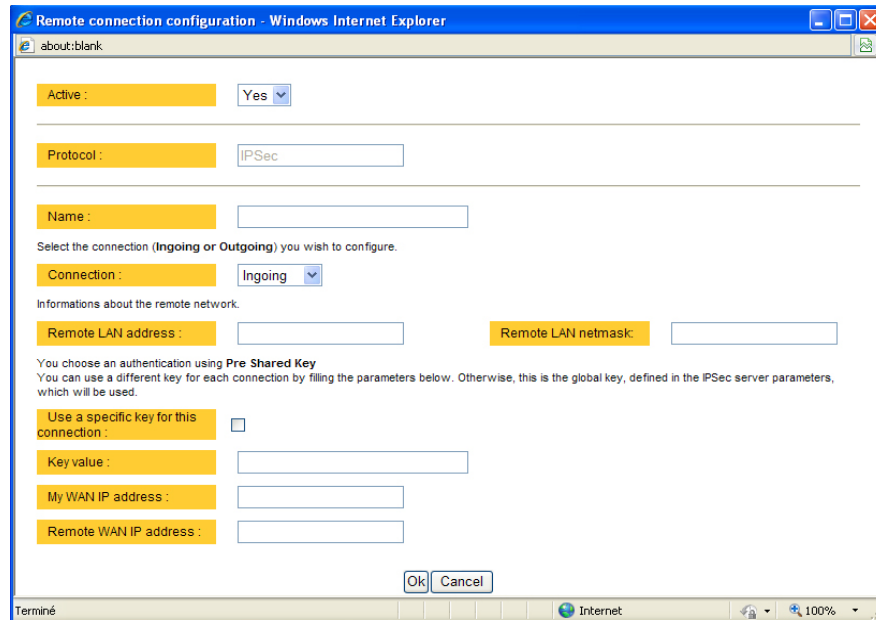 Remote connection configuration - Windows Internet Explorer
about:blank
Active :
Yes
Protocol :
IPSec
Name :
Select the connection (Ingoing or Outgoing) you wish to configure.
Connection :
Ingoing
Informations about the remote network.
Remote LAN address :
Remote LAN netmask:
You choose an authentication using Pre Shared Key
You can use a different key for each connection by filling the parameters below. Otherwise, this is the global key, defined in the IPSec server parameters,
which will be used.
Use a specific key for this
connection :
Key value :
My WAN IP address :
Remote WAN IP address :
Ok Cancel
Terminé Internet 100%